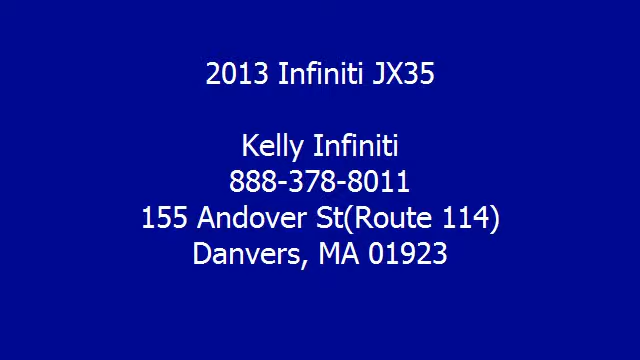 2013 Infiniti JX35
Kelly Infiniti
888-378-8011
155 Andover St(Route 114)
Danvers, MA 01923